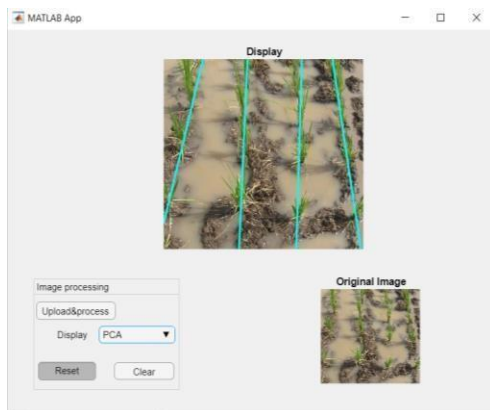 MATLAB App
Display
Image processing
Upload&process
Display PCA
Reset Clear
Original Image